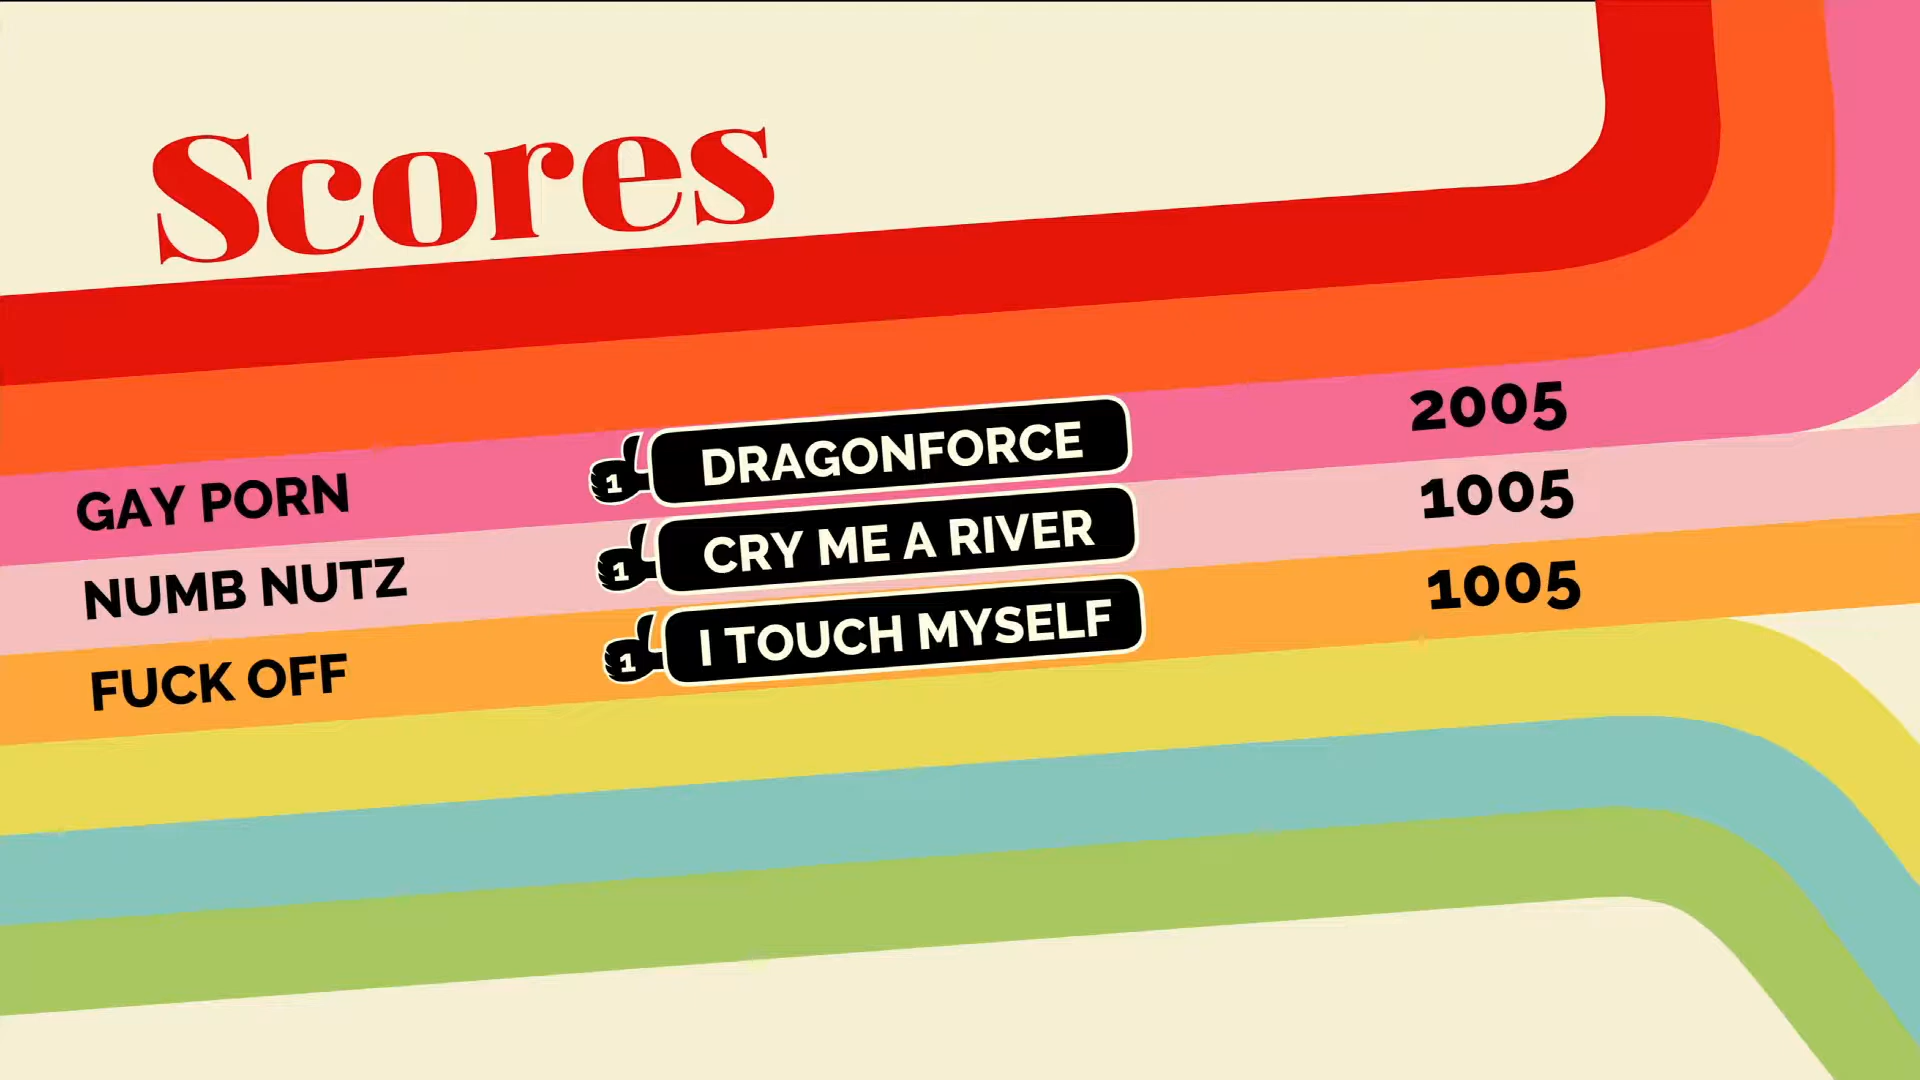 Scores
GAY PORN 1 DRAGONFORCE 2005
NUMB NUTZ 1 CRY ME A RIVER 1005
FUCK OFF 1 I TOUCH MYSELF 1005